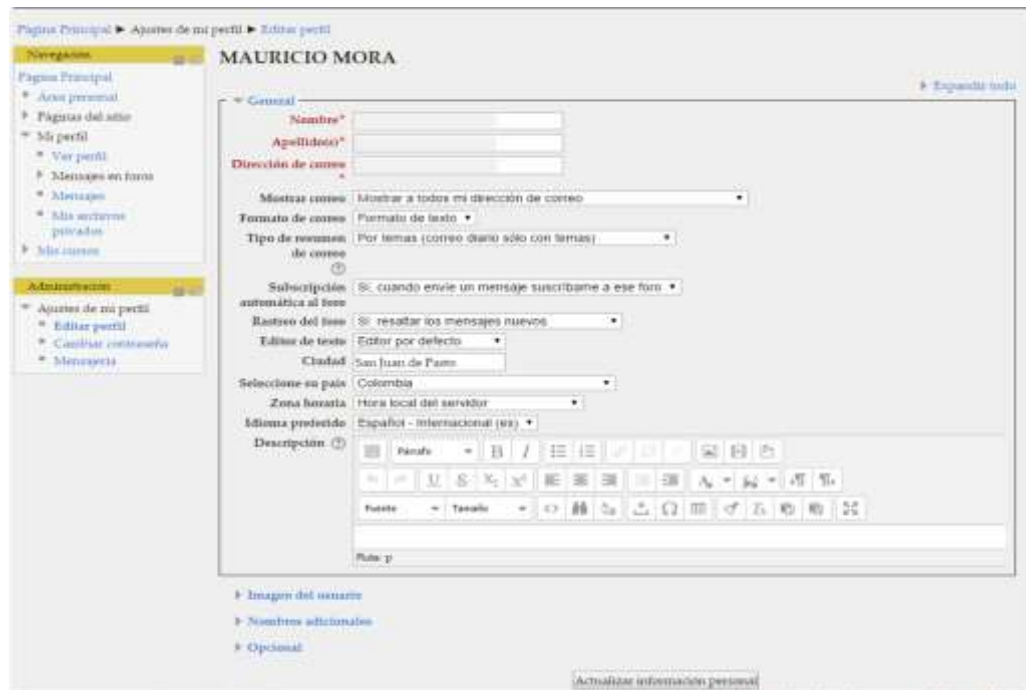 Página Principal ► Ajustes de mi perfil ► Editar perfil
Navegación
Página Principal
Área personal
Páginas del sitio
Mi perfil
Ver perfil
Mensajes en foros
Mensajes
Mis archivos
privados
Mis cursos
Administración
Ajustes de mi perfil
Editar perfil
Cambiar contraseña
Mensajería
MAURICIO MORA
Expandir todo
General
Nombre*
Apellido(s)*
Dirección de correo
*
Mostrar correo Mostrar a todos mi dirección de correo
Formato de correo Formato de texto
Tipo de resumen Por temas (correo diario sólo con temas)
de correo
Subscripción Sí, cuando envíe un mensaje suscríbame a ese foro
automática al foro
Rastreo del foro Sí: resaltar los mensajes nuevos
Editor de texto Editor por defecto
Ciudad San Juan de Pasto
Seleccione su país Colombia
Zona horaria Hora local del servidor
Idioma preferido Español - Internacional (es)
Descripción
Párrafo
Fuente Tamaño
Ruta: p
Imagen del usuario
Nombres adicionales
Opcional
Actualizar información personal